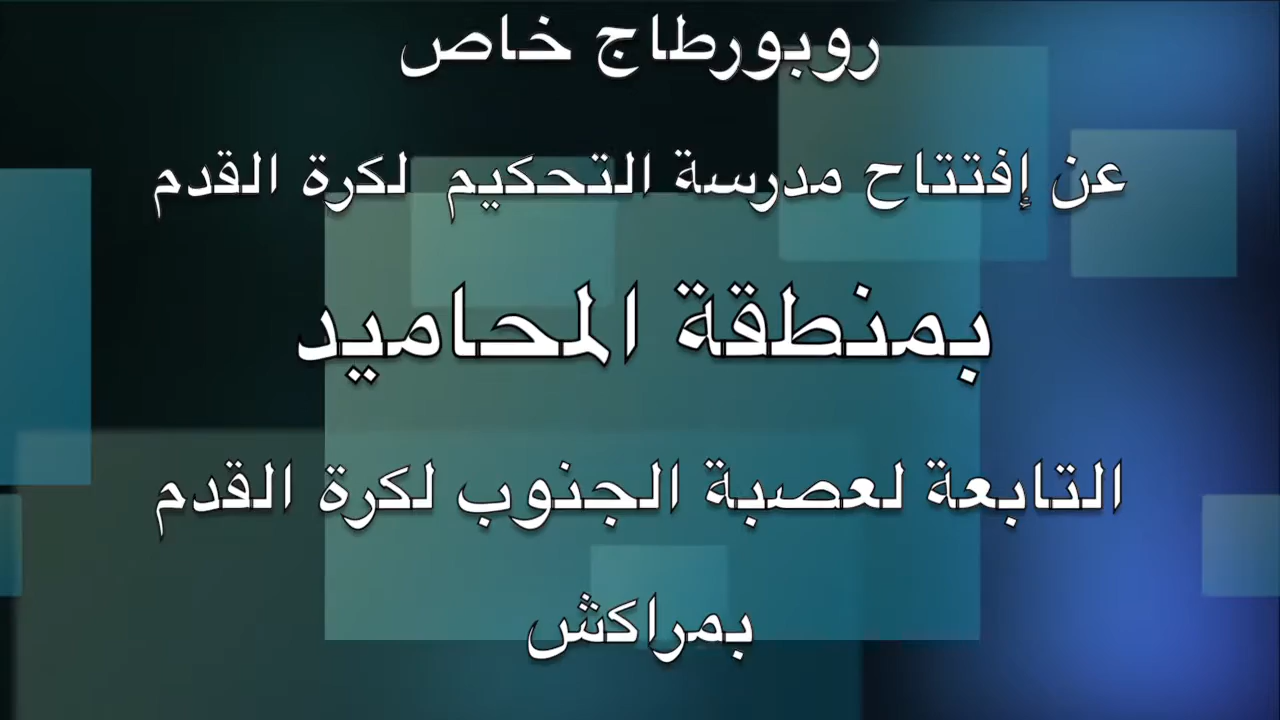 روبورطاج خاص
عن إفتتاح مدرسة التحكيم لكرة القدم
بمنطقة المحاميد
التابعة لعصبة الجنوب لكرة القدم
بمراكش